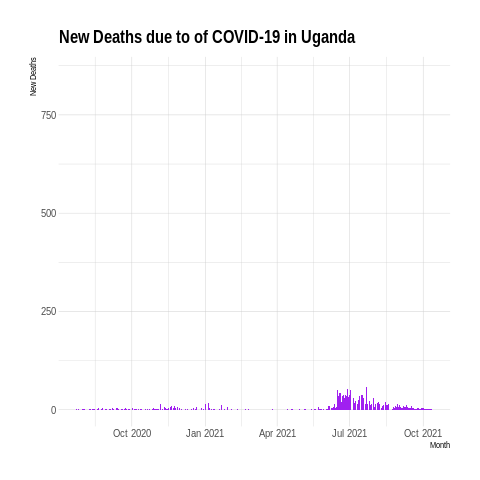 New Deaths due to of COVID-19 in Uganda
New Deaths
750
500
250
0
Oct 2020 Jan 2021 Apr 2021 Jul 2021 Oct 2021
Month